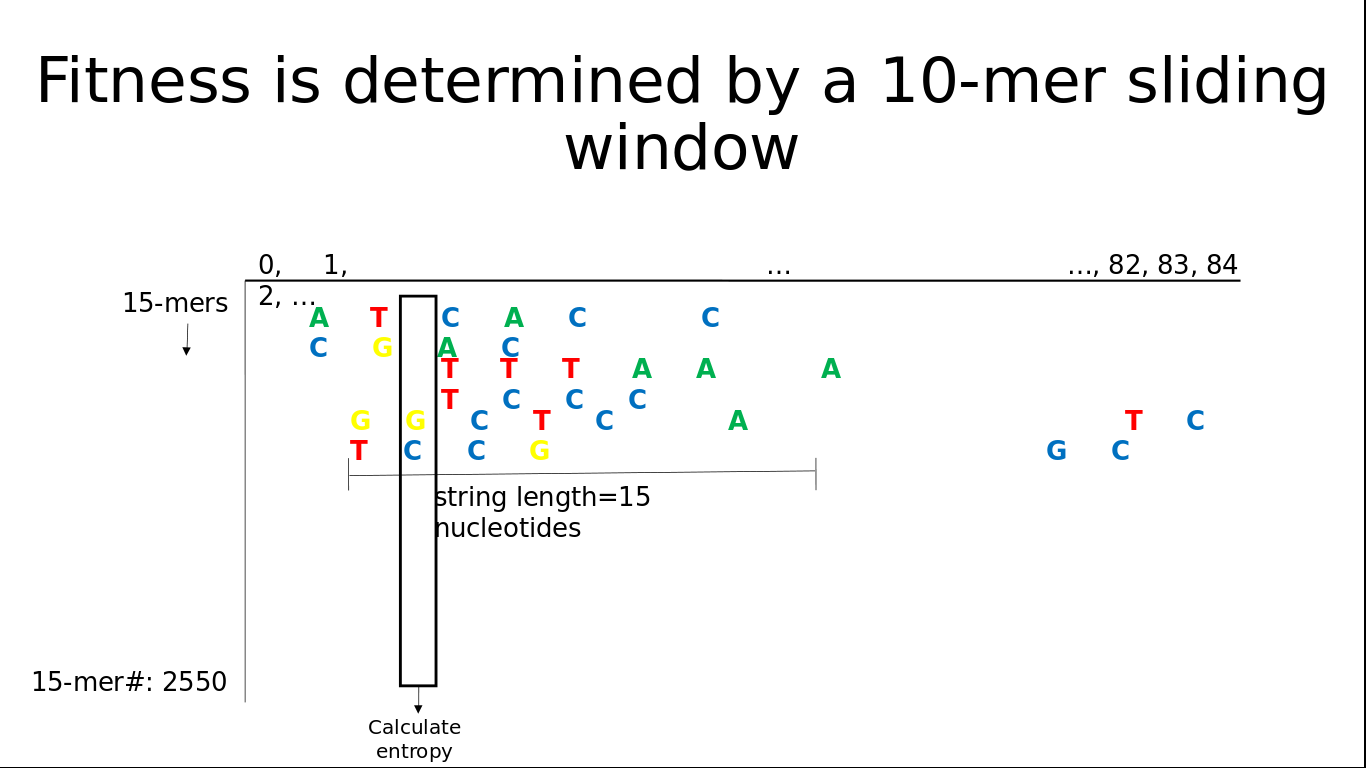 Fitness is determined by a 10-mer sliding
window
0, 1, … …, 82, 83, 84
2, …
15-mers
A T C A C C
C G A C
T T T A A A
T C C C
G G C T C A T C
T C C G G C
string length=15
nucleotides
15-mer#: 2550
Calculate
entropy